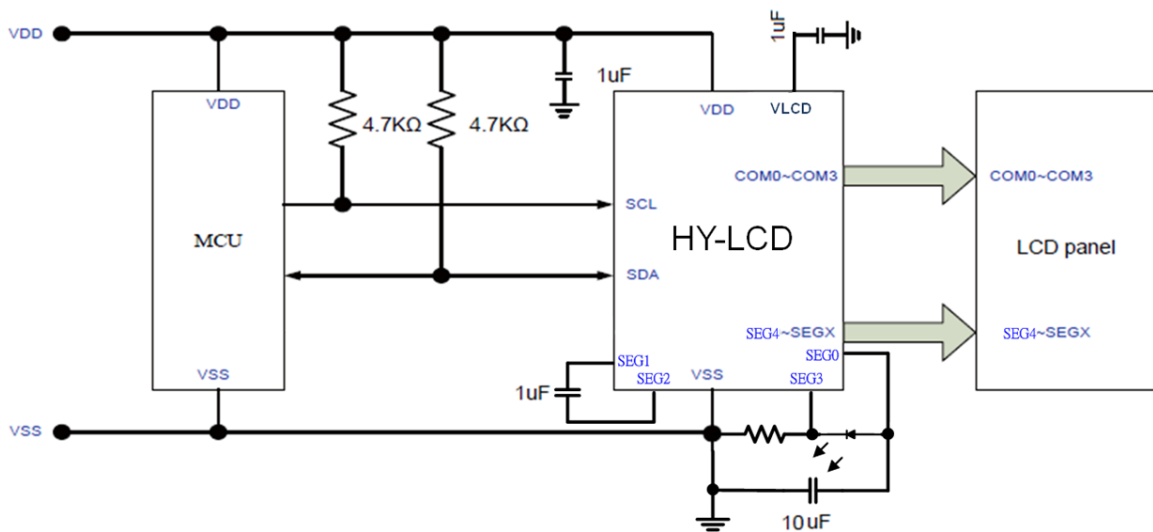 VDD
1uF
1uF
VDD
VDD
VLCD
4.7KΩ
4.7KΩ
COM0~COM3
COM0~COM3
SCL
MCU
HY-LCD
LCD panel
SDA
SEG4~SEGX
SEG4~SEGX
SEG1
SEG0
VSS
SEG2
VSS
SEG3
1uF
VSS
10uF